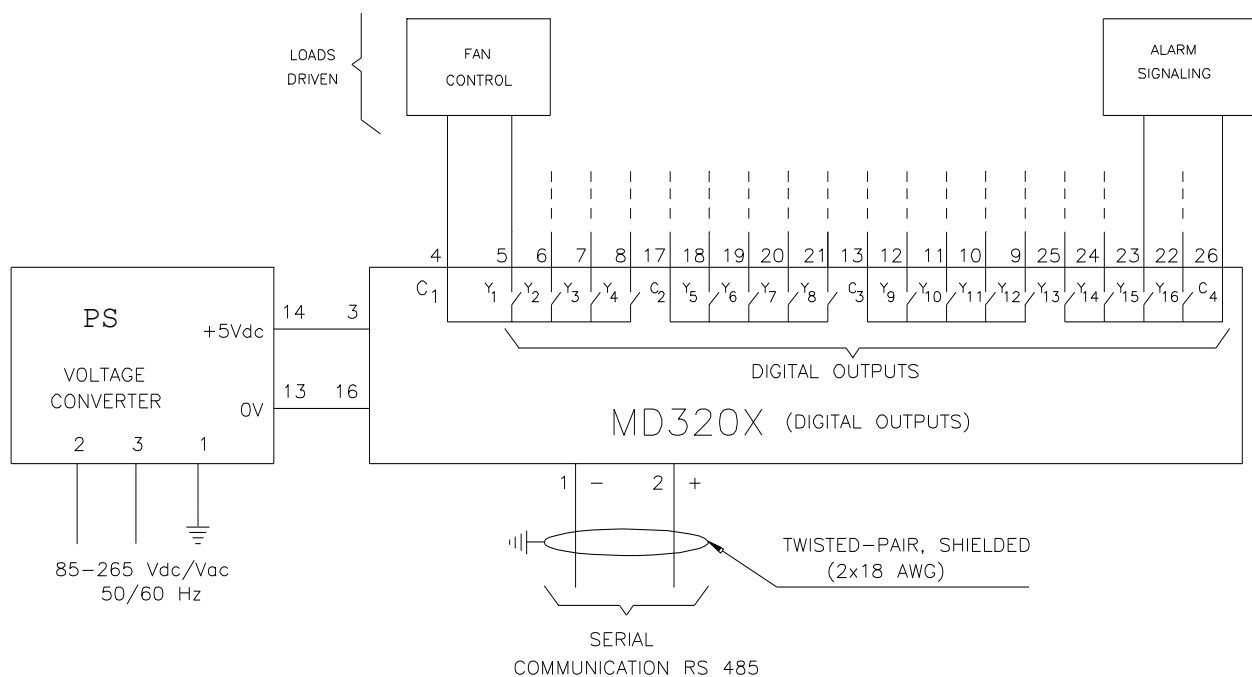 LOADS
DRIVEN
FAN
CONTROL
ALARM
SIGNALING
4 5 6 7 8 17 18 19 20 21 13 12 11 10 9 25 24 23 22 26
C1 Y1 Y2 Y3 Y4 C2 Y5 Y6 Y7 Y8 C3 Y9 Y10 Y11 Y12 Y13 Y14 Y15 Y16 C4
DIGITAL OUTPUTS
MD320X (DIGITAL OUTPUTS)
PS
+5Vdc
14 3
VOLTAGE
CONVERTER
0V
13 16
2 3 1
85-265 Vdc/Vac
50/60 Hz
1 - 2 +
TWISTED-PAIR, SHIELDED
(2x18 AWG)
SERIAL
COMMUNICATION RS 485